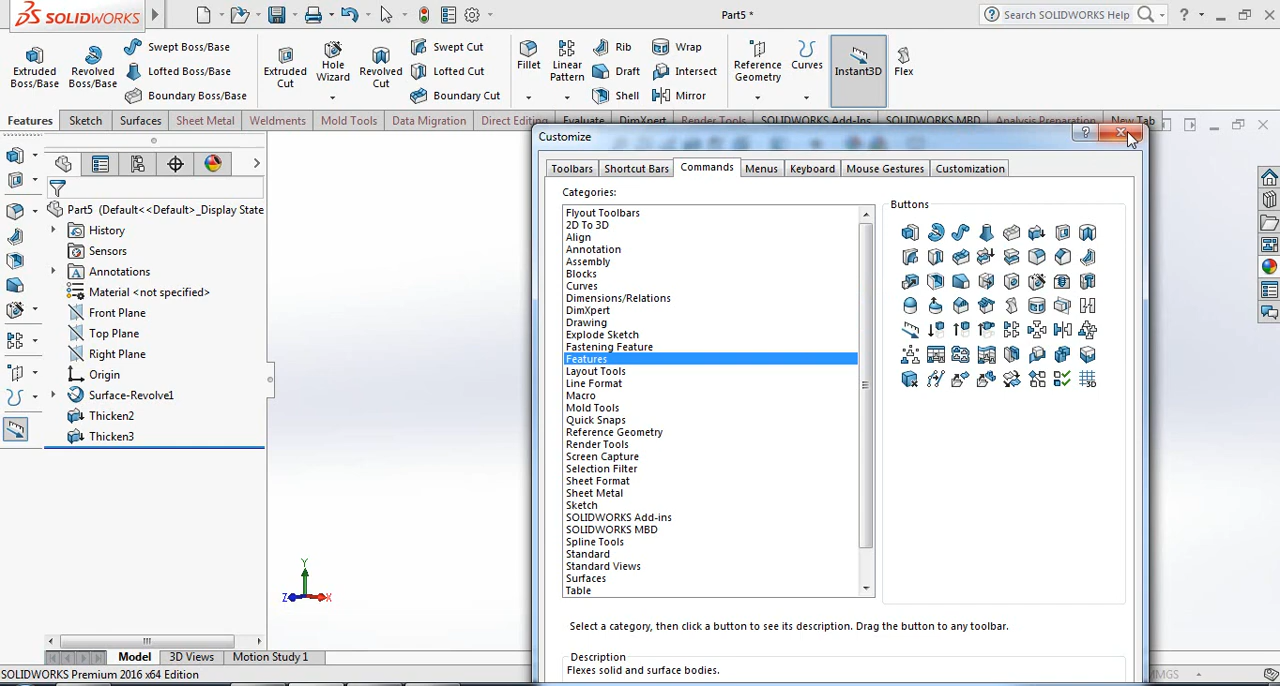 SOLIDWORKS
Part5 *
Search SOLIDWORKS Help
?
Extruded Boss/Base
Revolved Boss/Base
Swept Boss/Base
Lofted Boss/Base
Boundary Boss/Base
Extruded Cut
Hole Wizard
Revolved Cut
Swept Cut
Lofted Cut
Boundary Cut
Fillet
Linear Pattern
Rib
Draft
Shell
Wrap
Intersect
Mirror
Reference Geometry
Curves
Instant3D
Flex
Features
Sketch
Surfaces
Sheet Metal
Weldments
Mold Tools
Data Migration
Direct Editing
Evaluate
DimXpert
Render Tools
SOLIDWORKS Add-Ins
SOLIDWORKS MBD
Analysis Preparation
New Tab
Part5 (Default<<Default>_Display State
History
Sensors
Annotations
Material <not specified>
Front Plane
Top Plane
Right Plane
Origin
Surface-Revolve1
Thicken2
Thicken3
Y
Z
X
Customize
Toolbars
Shortcut Bars
Commands
Menus
Keyboard
Mouse Gestures
Customization
Categories:
Flyout Toolbars
2D To 3D
Align
Annotation
Assembly
Blocks
Curves
Dimensions/Relations
DimXpert
Drawing
Explode Sketch
Fastening Feature
Features
Layout Tools
Line Format
Macro
Mold Tools
Quick Snaps
Reference Geometry
Render Tools
Screen Capture
Selection Filter
Sheet Format
Sheet Metal
Sketch
SOLIDWORKS Add-ins
SOLIDWORKS MBD
Spline Tools
Standard
Standard Views
Surfaces
Table
Buttons
Select a category, then click a button to see its description. Drag the button to any toolbar.
Description
Flexes solid and surface bodies.
Model
3D Views
Motion Study 1
SOLIDWORKS Premium 2016 x64 Edition
MMGS